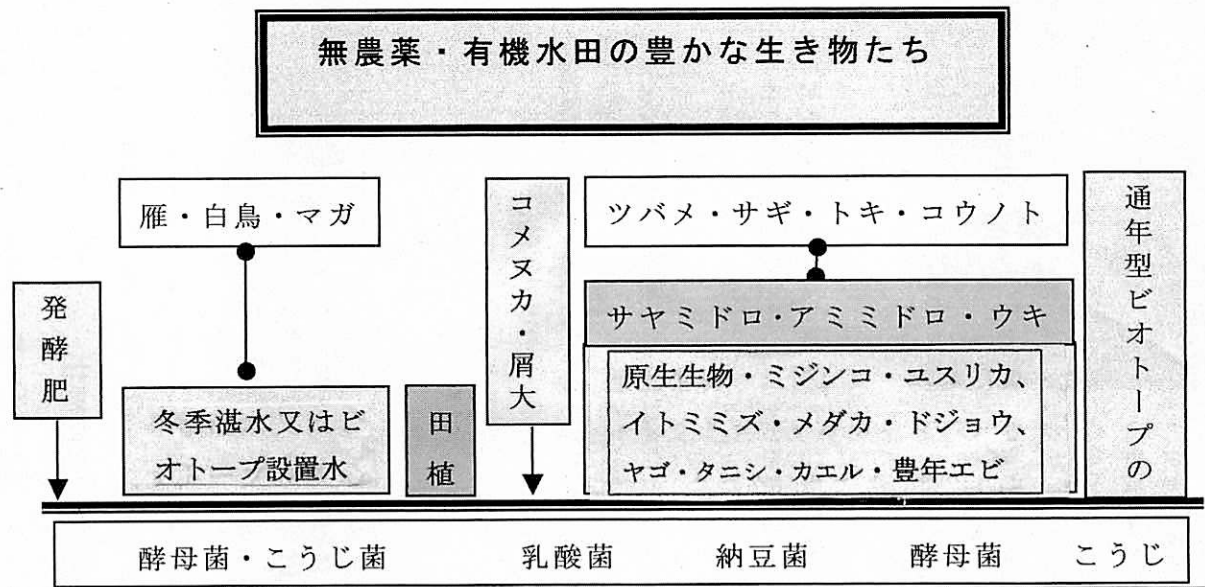 無農薬・有機水田の豊かな生き物たち
雁・白鳥・マガ
コメヌカ・屑大
ツバメ・サギ・トキ・コウノト
通年型ビオトープの
発酵肥
サヤミドロ・アミミドロ・ウキ
冬季湛水又はビ
オトープ設置水
田植
原生生物・ミジンコ・ユスリカ、
イトミミズ・メダカ・ドジョウ、
ヤゴ・タニシ・カエル・豊年エビ
酵母菌・こうじ菌 乳酸菌 納豆菌 酵母菌 こうじ